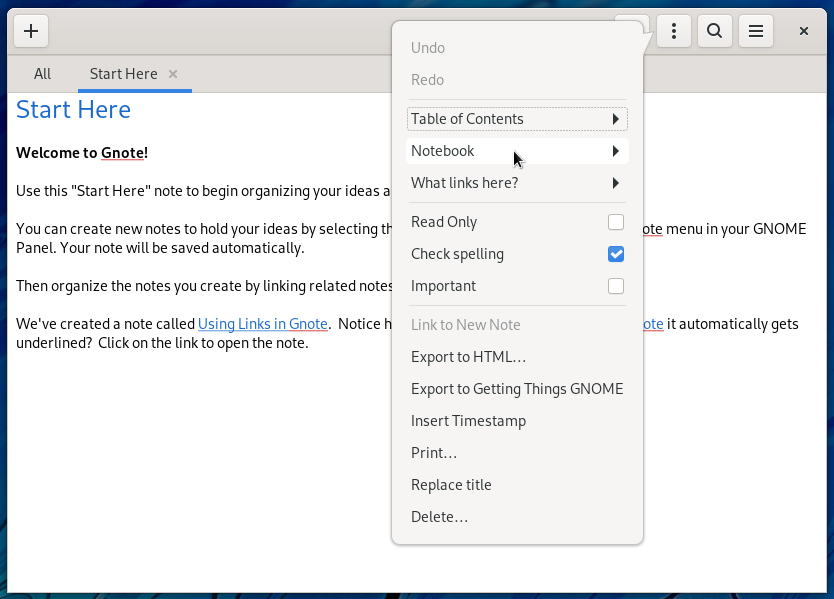 All
Start Here
Start Here
Welcome to Gnote!
Use this "Start Here" note to begin organizing your ideas a
You can create new notes to hold your ideas by selecting th ote menu in your GNOME
Panel. Your note will be saved automatically.
Then organize the notes you create by linking related notes
We've created a note called Using Links in Gnote.  Notice h ote it automatically gets
underlined?  Click on the link to open the note.
Undo
Redo
Table of Contents
Notebook
What links here?
Read Only
Check spelling
Important
Link to New Note
Export to HTML…
Export to Getting Things GNOME
Insert Timestamp
Print…
Replace title
Delete…